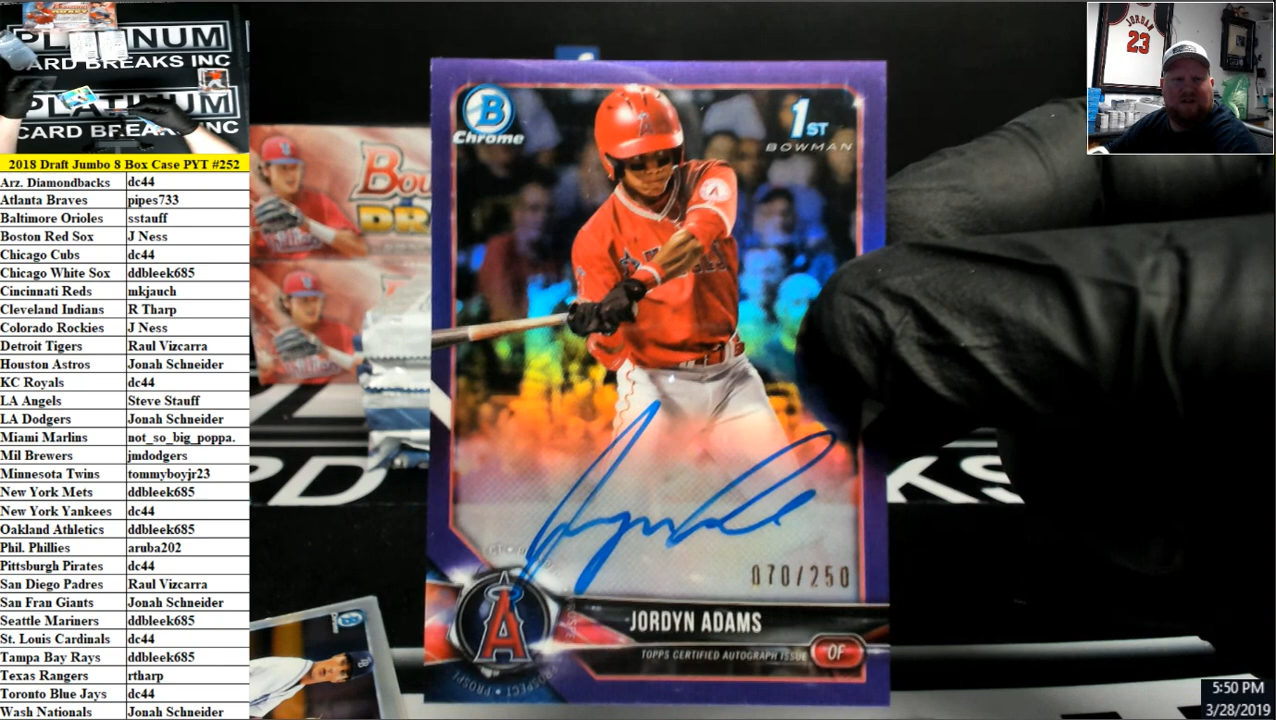 PLATINUM
CARD BREAKS INC
PLATINUM
CARD BREAKS INC
2018 Draft Jumbo 8 Box Case PYT #252
Arz. Diamondbacks dc44
Atlanta Braves pipes733
Baltimore Orioles sstauff
Boston Red Sox J Ness
Chicago Cubs dc44
Chicago White Sox ddbleek685
Cincinnati Reds mkjauch
Cleveland Indians R Tharp
Colorado Rockies J Ness
Detroit Tigers Raul Vizcarra
Houston Astros Jonah Schneider
KC Royals dc44
LA Angels Steve Stauff
LA Dodgers Jonah Schneider
Miami Marlins not_so_big_poppa.
Mil Brewers jmdodgers
Minnesota Twins tommyboyjr23
New York Mets ddbleek685
New York Yankees dc44
Oakland Athletics ddbleek685
Phil. Phillies aruba202
Pittsburgh Pirates dc44
San Diego Padres Raul Vizcarra
San Fran Giants Jonah Schneider
Seattle Mariners ddbleek685
St. Louis Cardinals dc44
Tampa Bay Rays ddbleek685
Texas Rangers rtharp
Toronto Blue Jays dc44
Wash Nationals Jonah Schneider
B
Chrome
1ST
BOWMAN
A
070/250
A
JORDYN ADAMS
TOPPS CERTIFIED AUTOGRAPH ISSUE
OF
PROSPECT • PROSPE
Bow
DR
RD
KS
JORDAN
23
5:50 PM
3/28/2019